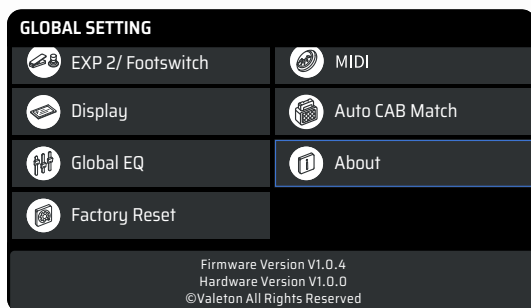 GLOBAL SETTING
EXP 2/ Footswitch
MIDI
Display
Auto CAB Match
Global EQ
About
Factory Reset
Firmware Version V1.0.4
Hardware Version V1.0.0
©Valeton All Rights Reserved